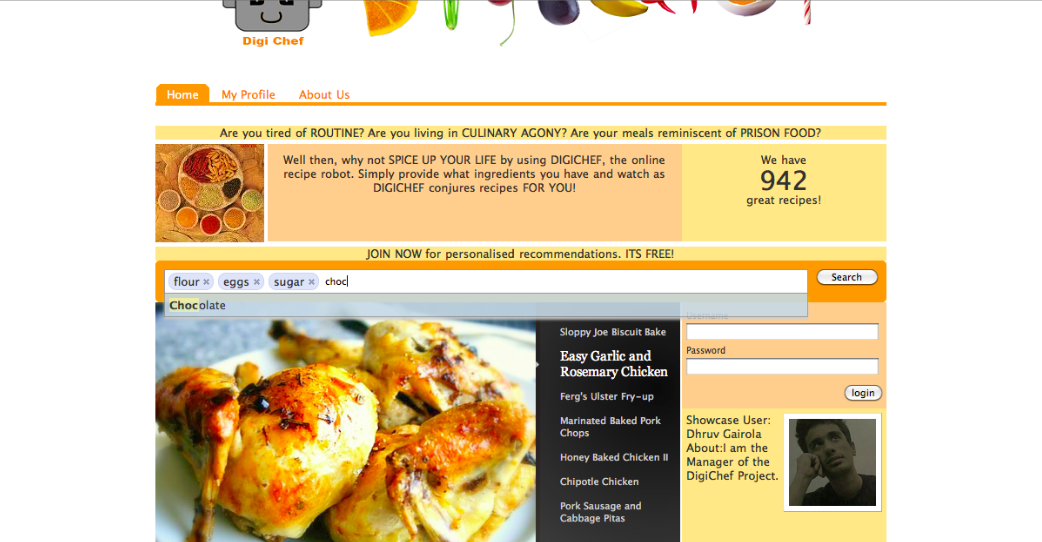 Digi Chef
Home
My Profile
About Us
Are you tired of ROUTINE? Are you living in CULINARY AGONY? Are your meals reminiscent of PRISON FOOD?
Well then, why not SPICE UP YOUR LIFE by using DIGICHEF, the online
recipe robot. Simply provide what ingredients you have and watch as
DIGICHEF conjures recipes FOR YOU!
We have
942
great recipes!
JOIN NOW for personalised recommendations. ITS FREE!
flour × eggs × sugar × choc
Search
Chocolate
Username
Password
login
Sloppy Joe Biscuit Bake
Easy Garlic and
Rosemary Chicken
Ferg's Ulster Fry-up
Marinated Baked Pork
Chops
Honey Baked Chicken II
Chipotle Chicken
Pork Sausage and
Cabbage Pitas
Showcase User:
Dhruv Gairola
About:I am the
Manager of the
DigiChef Project.